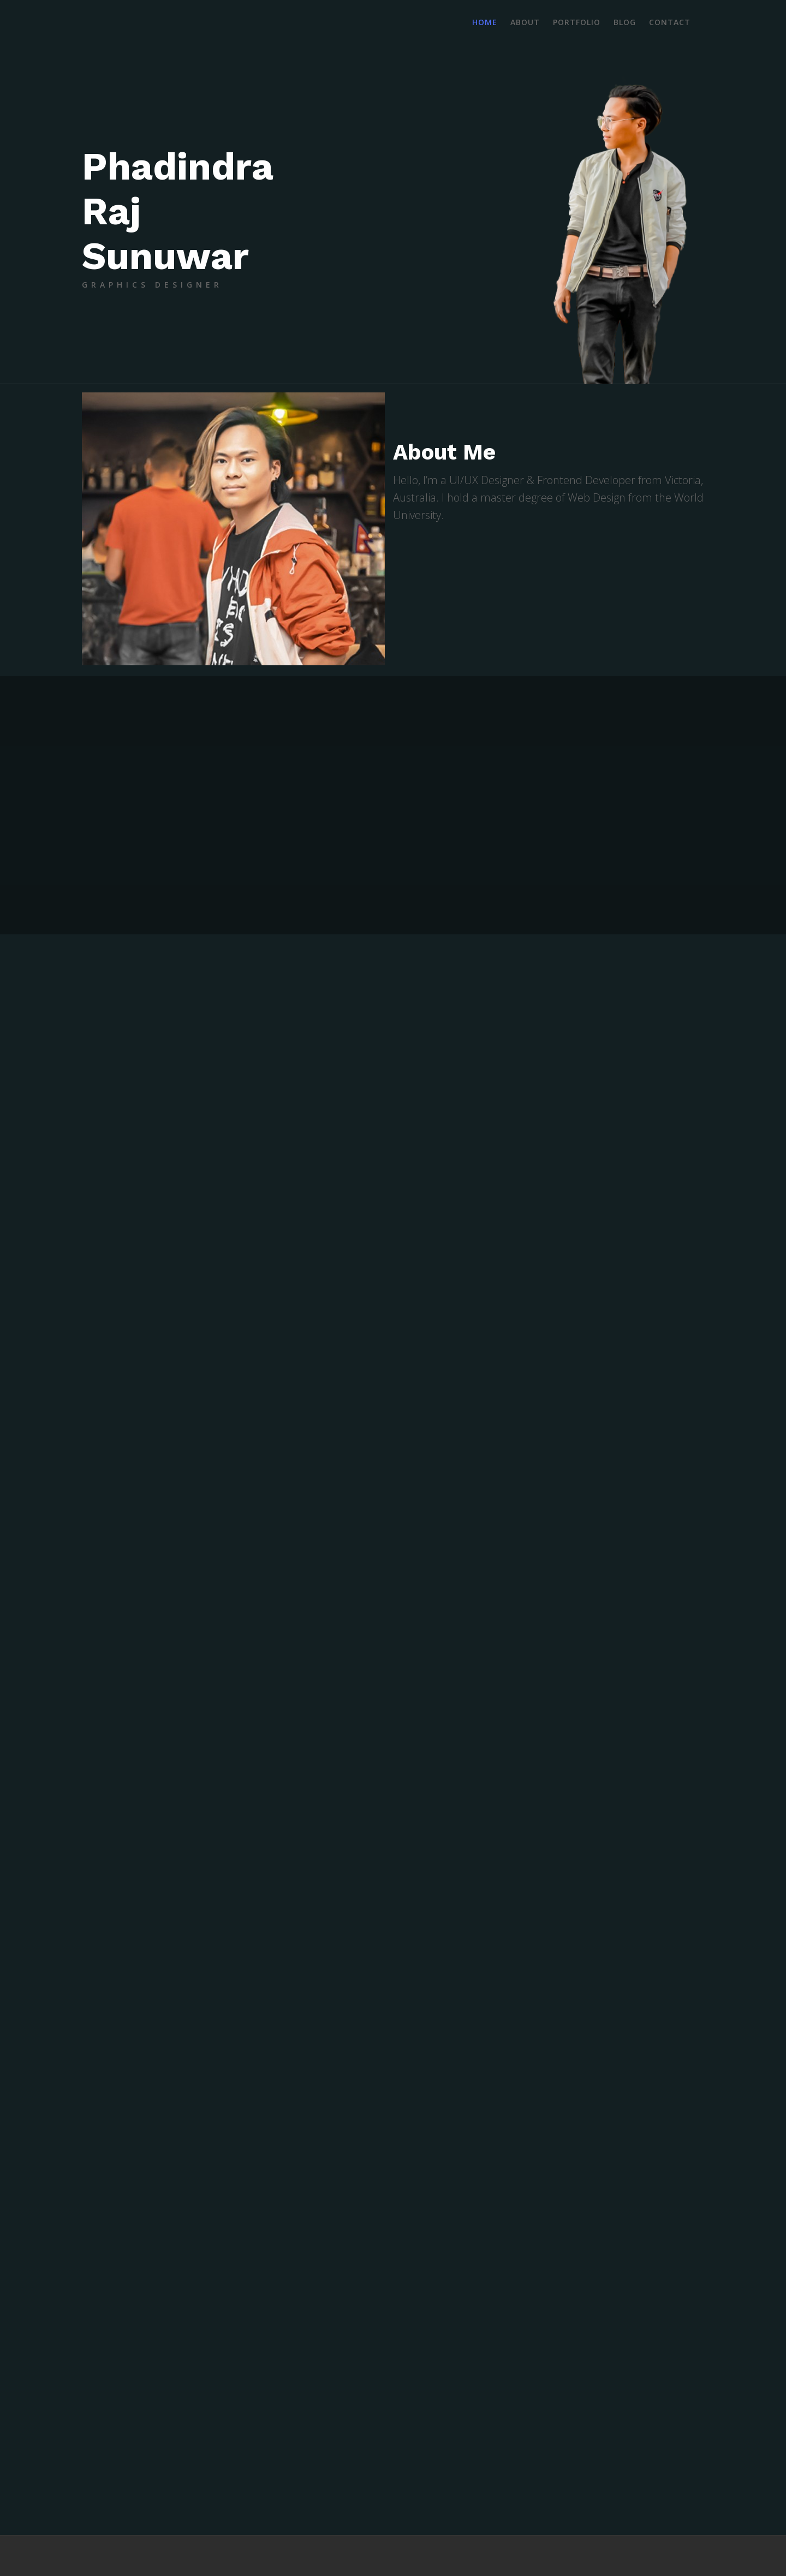 HOME ABOUT PORTFOLIO BLOG CONTACT
Phadindra
Raj
Sunuwar
GRAPHICS DESIGNER
About Me
Hello, I'm a UI/UX Designer & Frontend Developer from Victoria,
Australia. I hold a master degree of Web Design from the World
University.